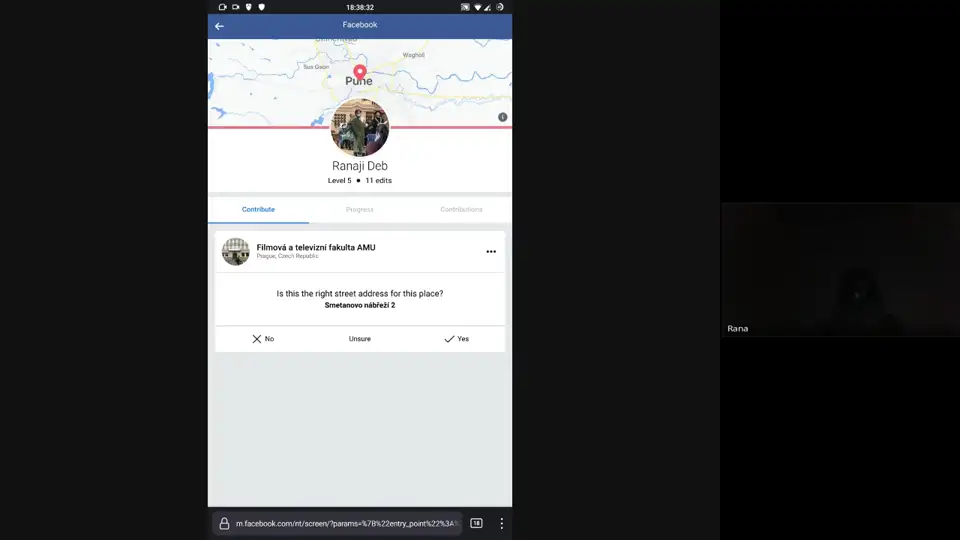 18:38:32
Facebook
Wagholi
Sus Gaon
Pune
Ranaji Deb
Level 5 • 11 edits
Contribute
Progress
Contributions
Filmová a televizní fakulta AMU
Prague, Czech Republic
Is this the right street address for this place?
Smetanovo nábřeží 2
No
Unsure
Yes
Rana
m.facebook.com/nt/screen/?params=%7B%22entry_point%22%3A%